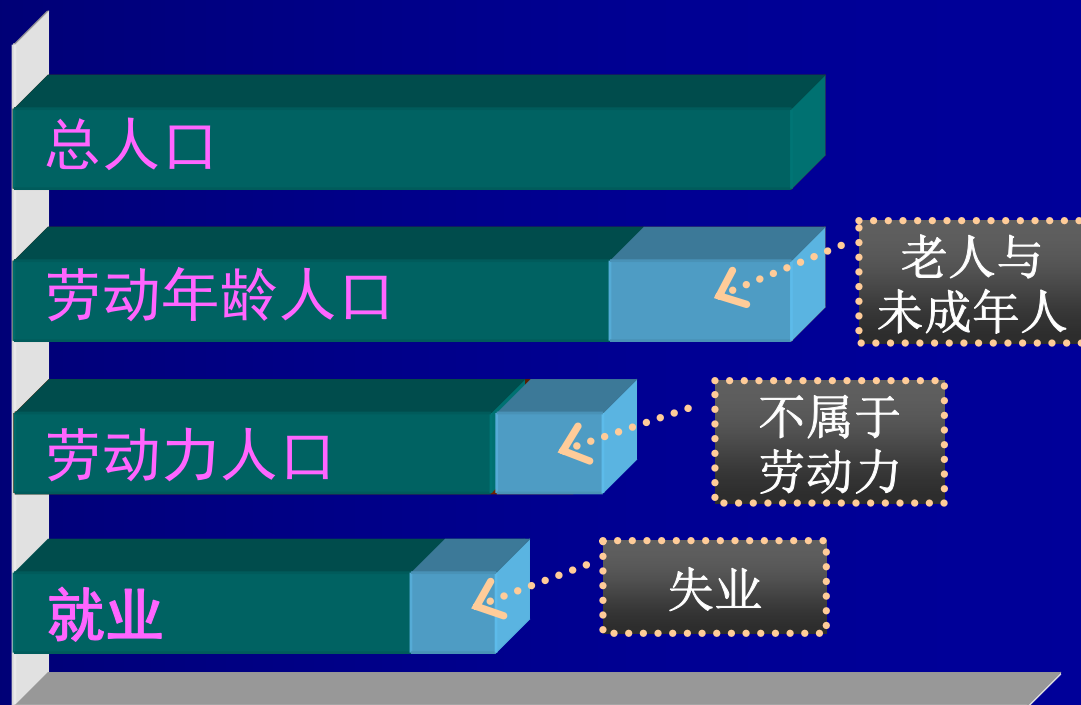 总人口
劳动年龄人口
老人与
未成年人
劳动力人口
不属于
劳动力
就业
失业